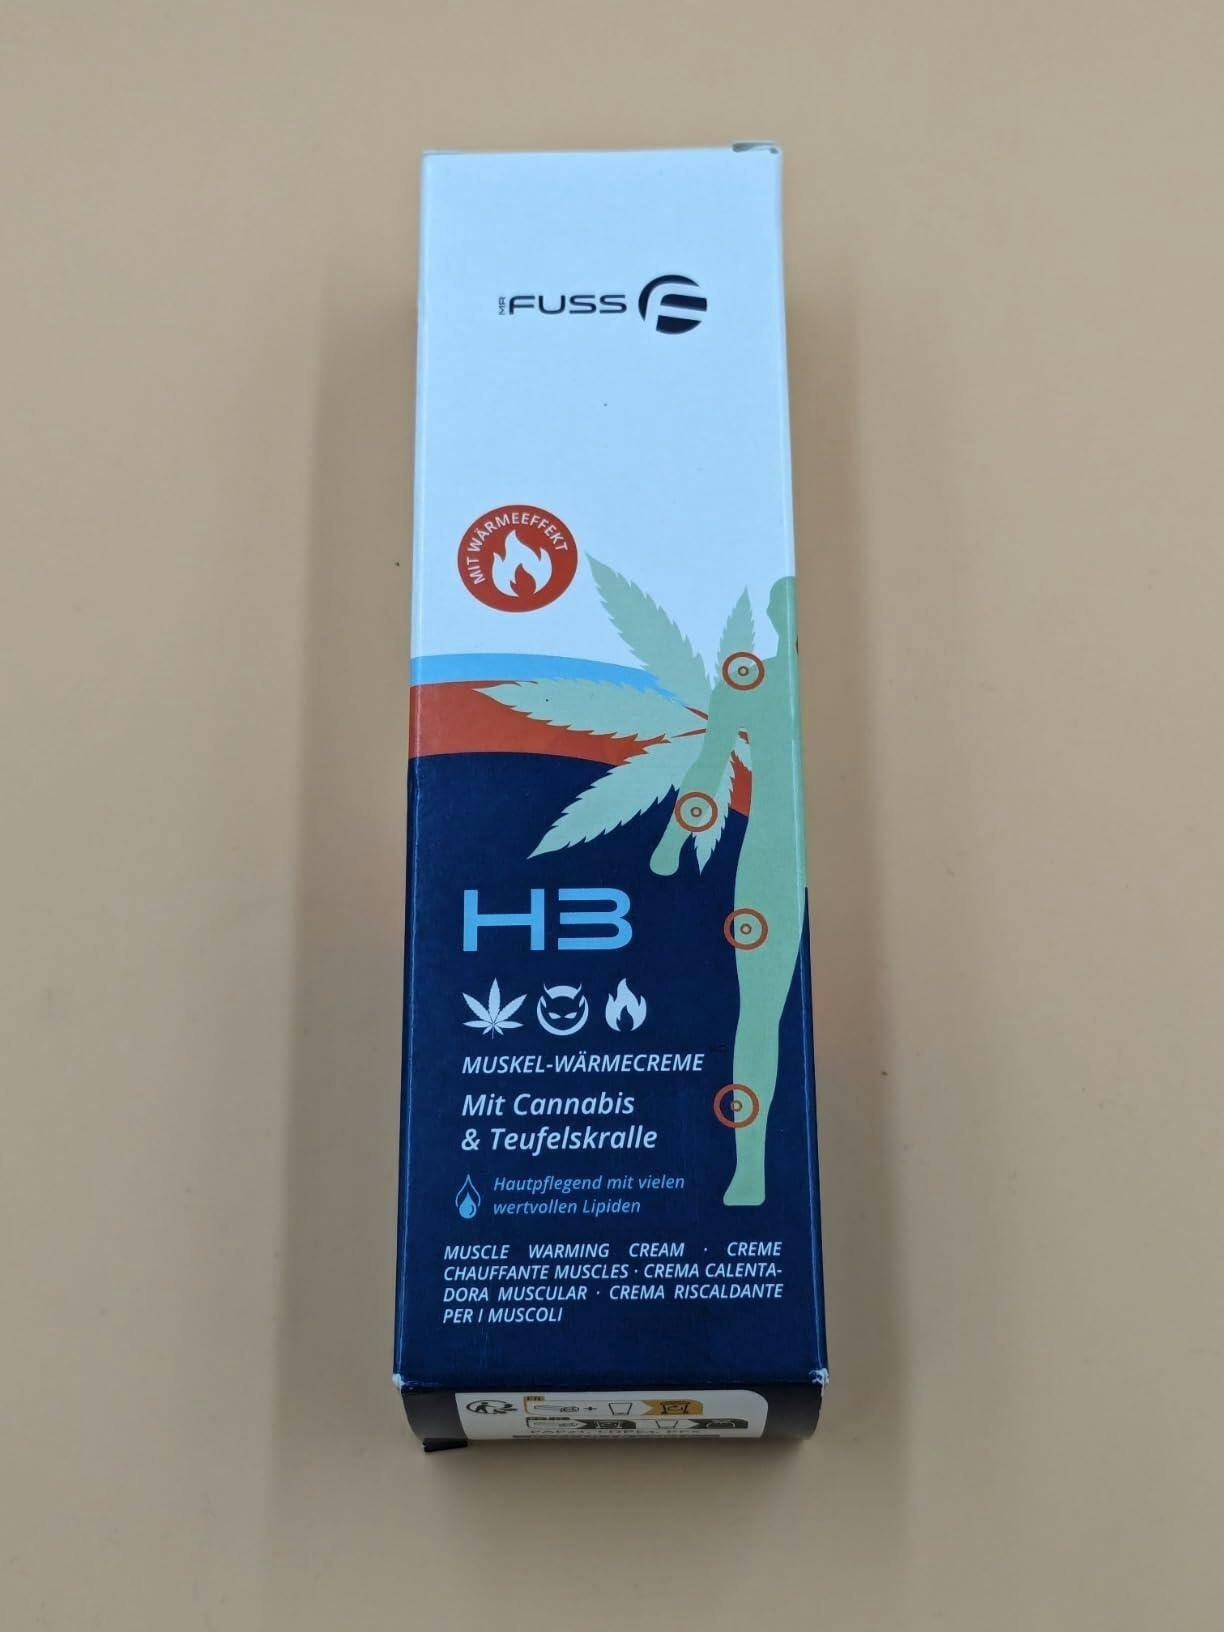 MR FUSS
MIT WÄRMEEFFEKT
H3
MUSKEL-WÄRMECREME
Mit Cannabis
& Teufelskralle
Hautpflegend mit vielen
wertvollen Lipiden
MUSCLE WARMING CREAM · CREME
CHAUFFANTE MUSCLES · CREMA CALENTA-
DORA MUSCULAR · CREMA RISCALDANTE
PER I MUSCOLI